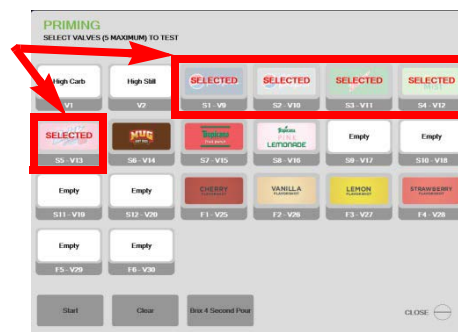 PRIMING
SELECT VALVES (5 MAXIMUM) TO TEST
High Carb
High Still
SELECTED
SELECTED
SELECTED
SELECTED
MIST
V1
V2
S1 - V9
S2 - V10
S3 - V11
S4 - V12
SELECTED
MUG
Tropicana
Tropicana
PINK
LEMONADE
Empty
Empty
S5 - V13
S6 - V14
S7 - V15
S8 - V16
S9 - V17
S10 - V18
Empty
Empty
CHERRY
VANILLA
LEMON
STRAWBERRY
S11 - V19
S12 - V20
F1 - V25
F2 - V26
F3 - V27
F4 - V28
Empty
Empty
F5 - V29
F6 - V30
Start
Clear
Brix 4 Second Pour
CLOSE